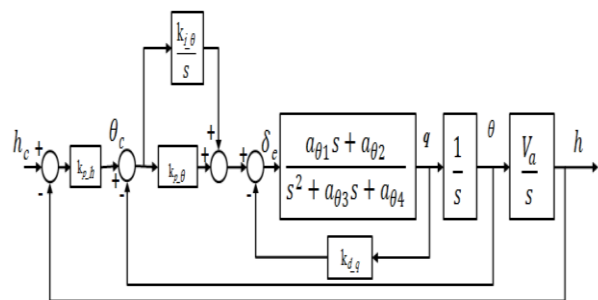 k_{i_θ}
s
h_c + -
k_{p_h}
θ_c
+ -
k_{p_θ}
+ +
+ -
δ_e
a_{θ1}s + a_{θ2}
s² + a_{θ3}s + a_{θ4}
q
1
s
θ
V_a
s
h
k_{d_q}